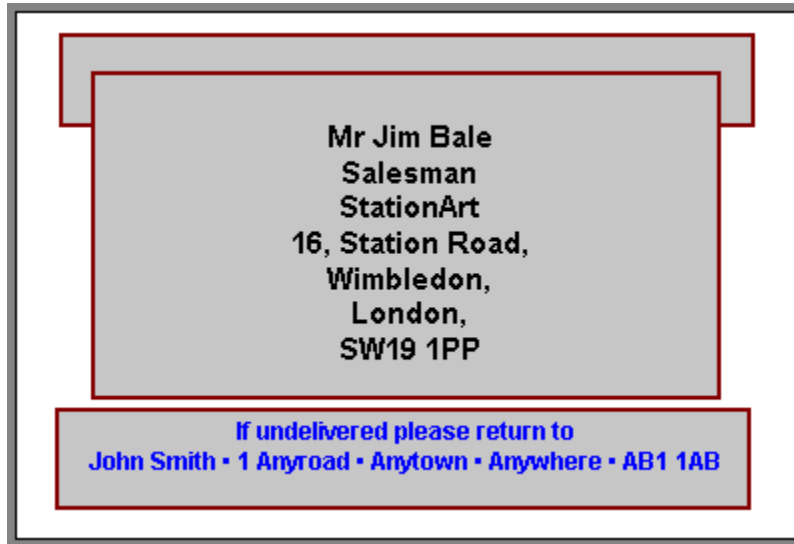 Mr Jim Bale
Salesman
StationArt
16, Station Road,
Wimbledon,
London,
SW19 1PP
If undelivered please return to
John Smith ▪ 1 Anyroad ▪ Anytown ▪ Anywhere ▪ AB1 1AB